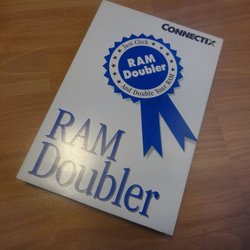 CONNECTIX
Just Click
RAM
Doubler
And Double Your RAM
RAM
Doubler